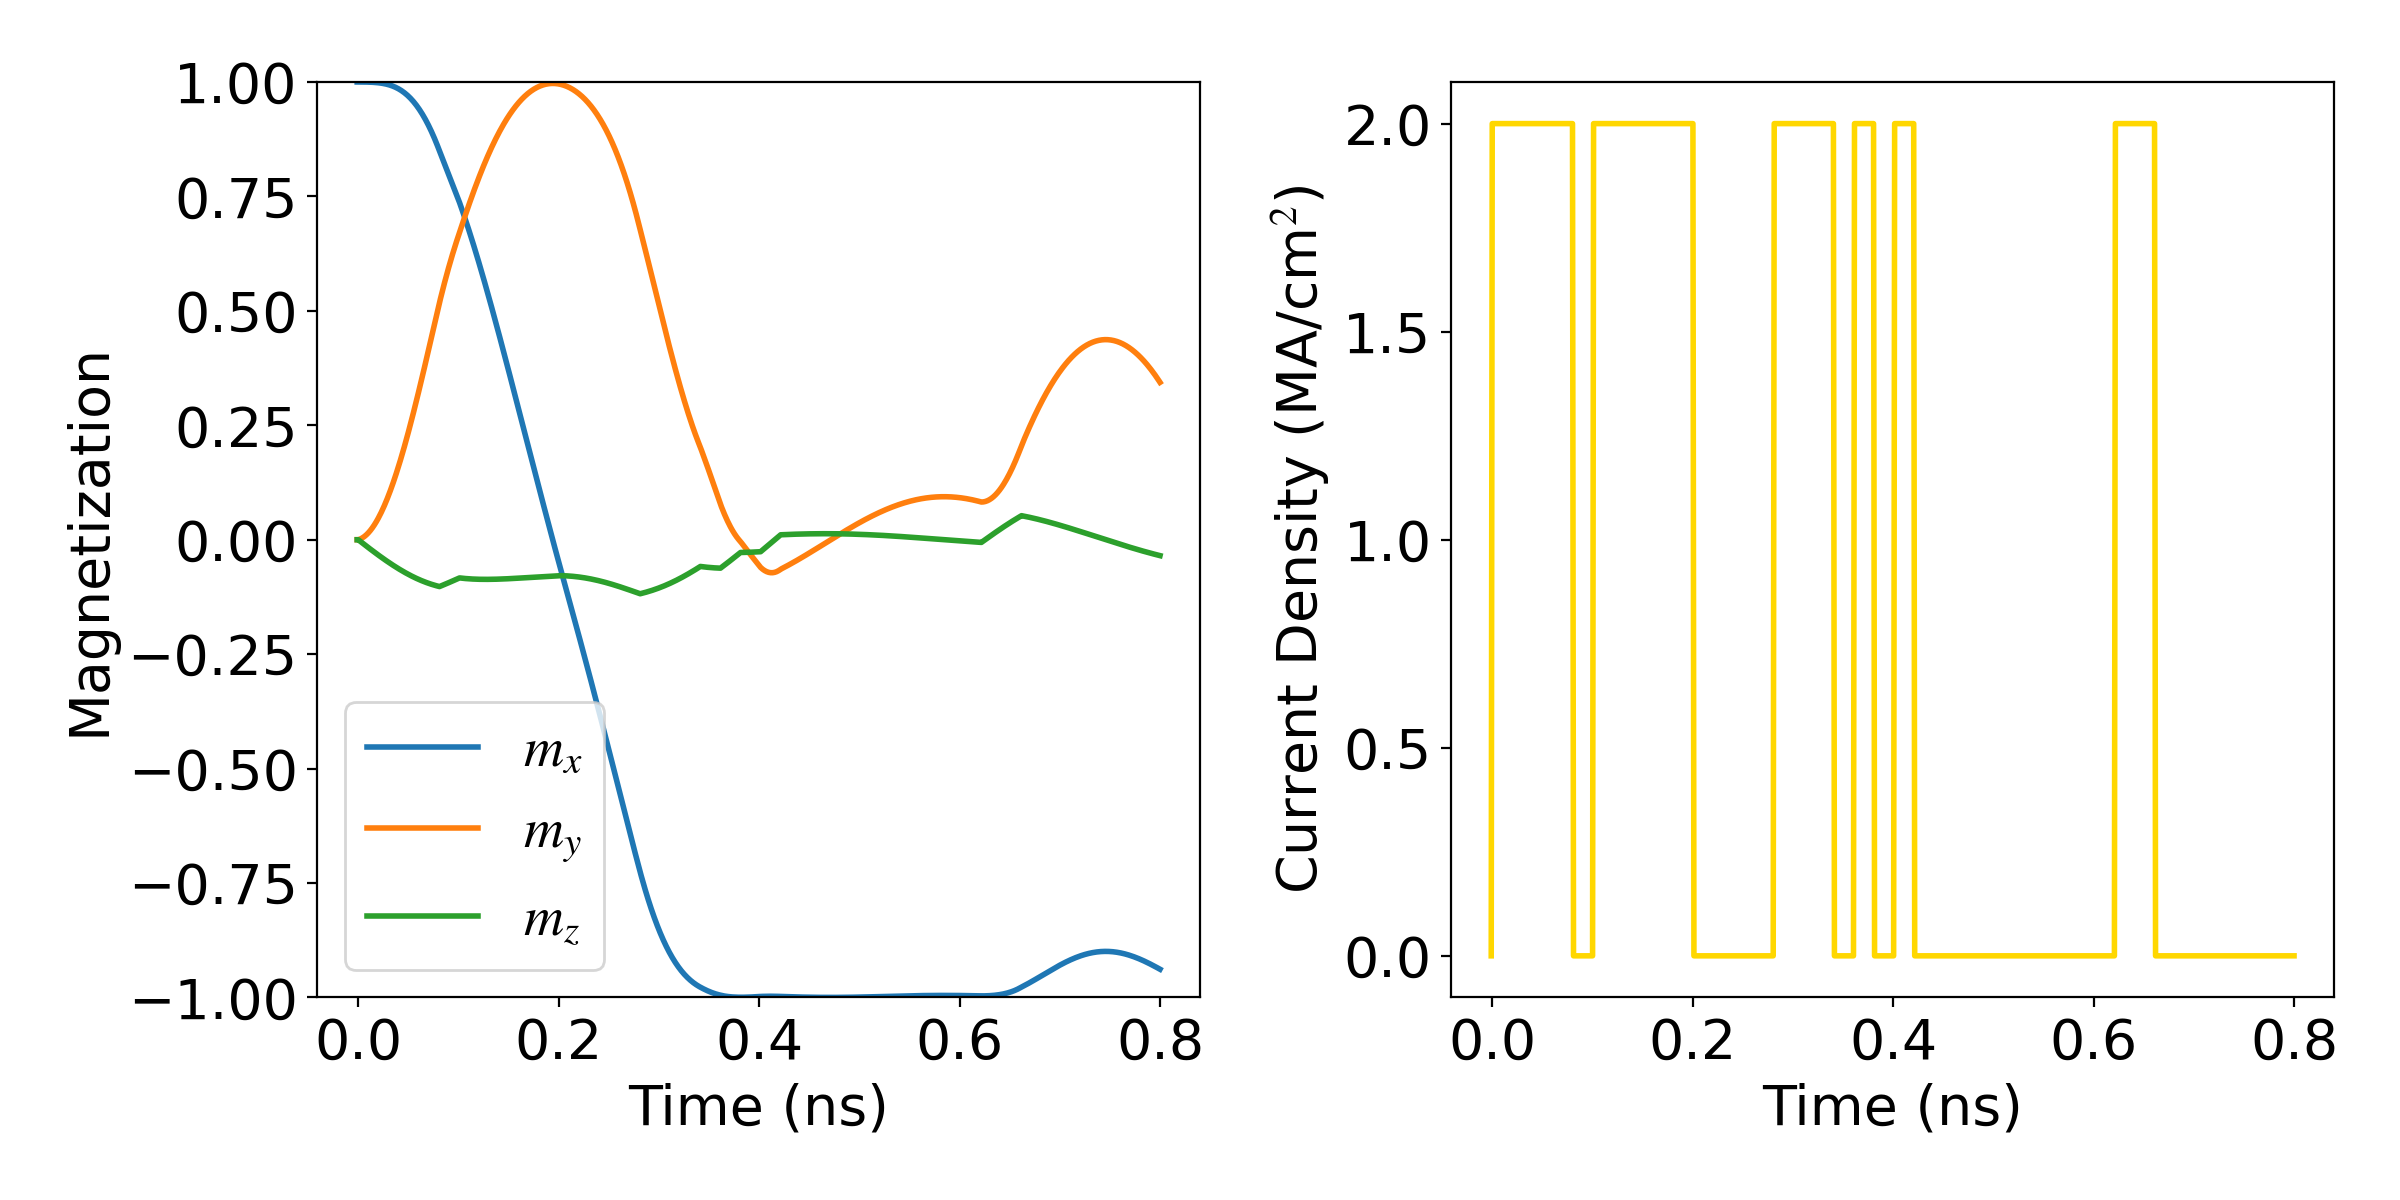 Magnetization
1.00
0.75
0.50
0.25
0.00
−0.25
−0.50
−0.75
−1.00
m_x
m_y
m_z
0.0 0.2 0.4 0.6 0.8
Time (ns)
Current Density (MA/cm²)
2.0
1.5
1.0
0.5
0.0
0.0 0.2 0.4 0.6 0.8
Time (ns)